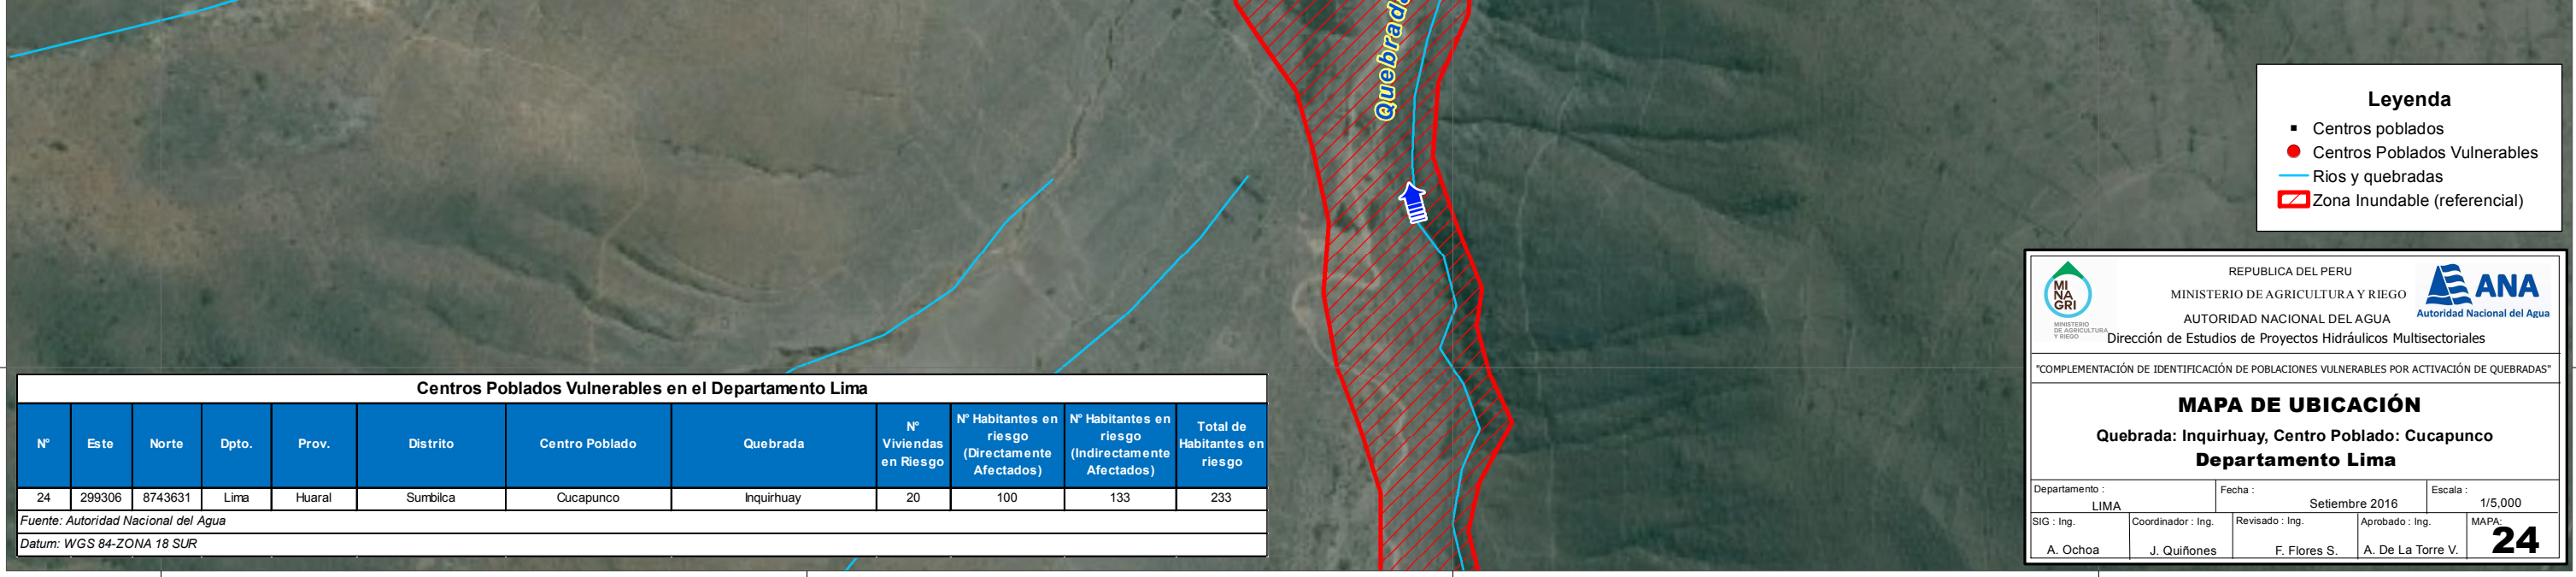 Quebrada
Leyenda
Centros poblados
Centros Poblados Vulnerables
Rios y quebradas
Zona Inundable (referencial)
Centros Poblados Vulnerables en el Departamento Lima
N° Este Norte Dpto. Prov. Distrito Centro Poblado Quebrada N° Viviendas en Riesgo N° Habitantes en riesgo (Directamente Afectados) N° Habitantes en riesgo (Indirectamente Afectados) Total de Habitantes en riesgo
24 299306 8743631 Lima Huaral Sumbilca Cucapunco Inquirhuay 20 100 133 233
Fuente: Autoridad Nacional del Agua
Datum: WGS 84-ZONA 18 SUR
MINAGRI
MINISTERIO
DE AGRICULTURA
Y RIEGO
REPUBLICA DEL PERU
MINISTERIO DE AGRICULTURA Y RIEGO
AUTORIDAD NACIONAL DEL AGUA
Dirección de Estudios de Proyectos Hidráulicos Multisectoriales
ANA
Autoridad Nacional del Agua
"COMPLEMENTACIÓN DE IDENTIFICACIÓN DE POBLACIONES VULNERABLES POR ACTIVACIÓN DE QUEBRADAS"
MAPA DE UBICACIÓN
Quebrada: Inquirhuay, Centro Poblado: Cucapunco
Departamento Lima
Departamento : LIMA
Fecha : Setiembre 2016
Escala : 1/5,000
SIG : Ing. A. Ochoa
Coordinador : Ing. J. Quiñones
Revisado : Ing. F. Flores S.
Aprobado : Ing. A. De La Torre V.
MAPA: 24